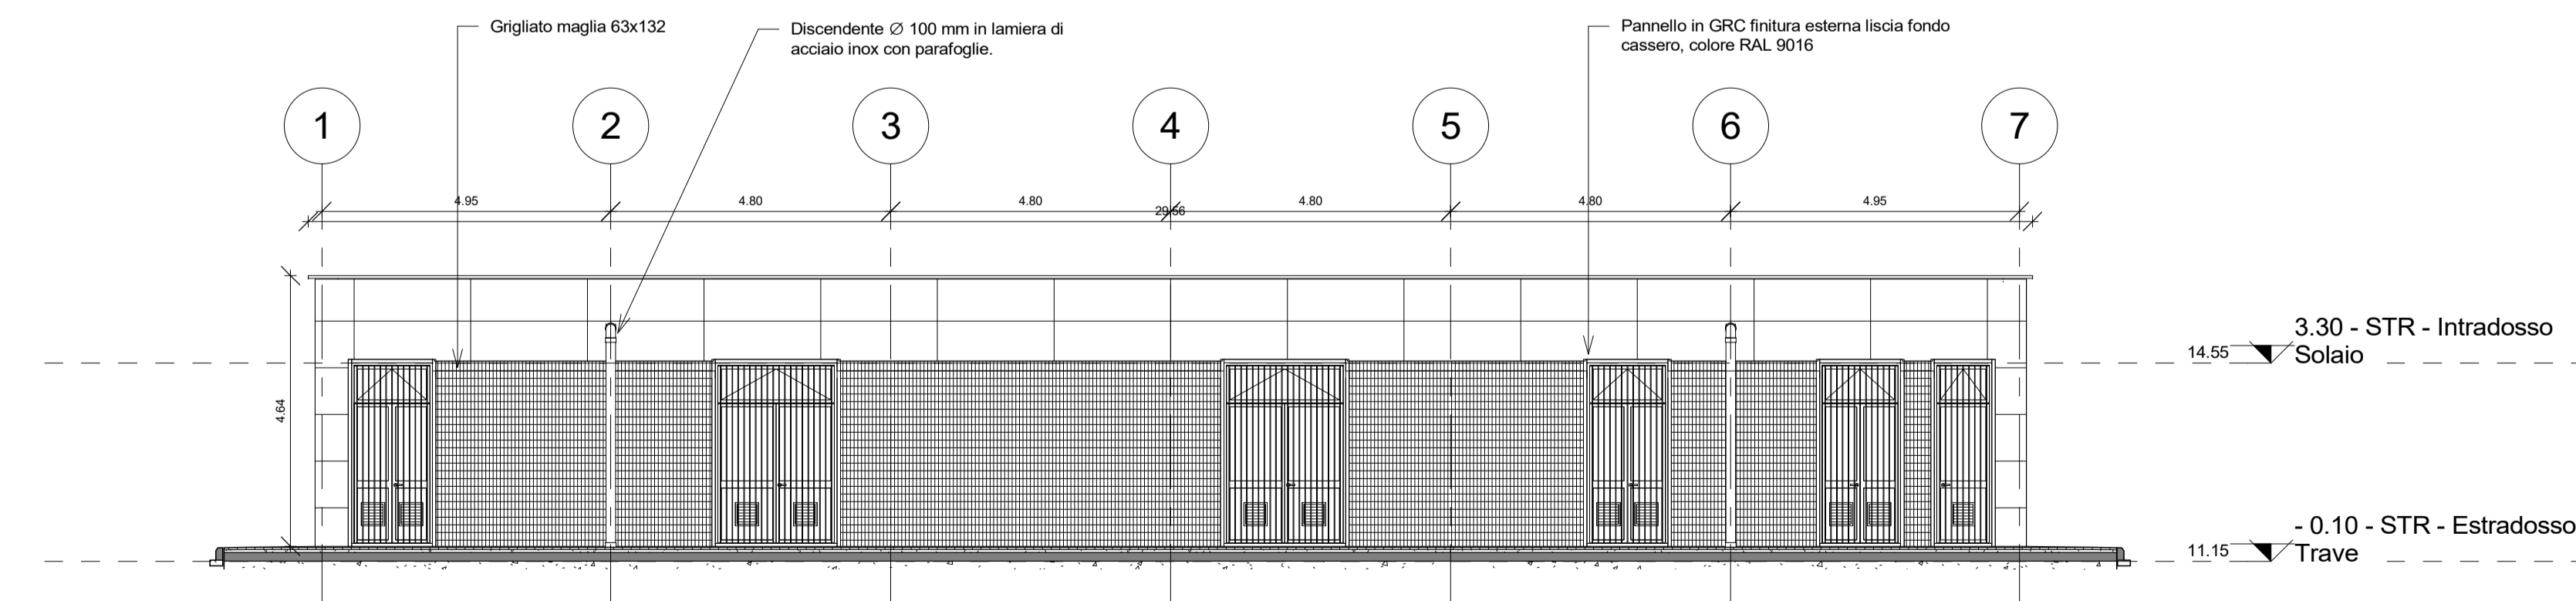 Grigliato maglia 63x132
Discendente ∅ 100 mm in lamiera di
acciaio inox con parafoglie.
Pannello in GRC finitura esterna liscia fondo
cassero, colore RAL 9016
1
2
3
4
5
6
7
4.95
4.80
4.80
4.80
4.80
4.95
29.56
4.64
3.30 - STR - Intradosso
14.55
Solaio
- 0.10 - STR - Estradosso
11.15
Trave